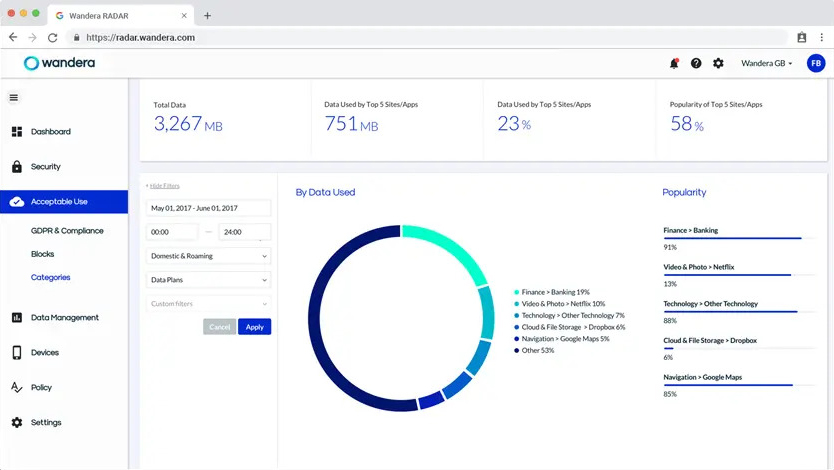 Wandera RADAR
https://radar.wandera.com
wandera
Wandera GB
FB
Dashboard
Security
Acceptable Use
GDPR & Compliance
Blocks
Categories
Data Management
Devices
Policy
Settings
Total Data
3,267 MB
Data Used by Top 5 Sites/Apps
751 MB
Data Used by Top 5 Sites/Apps
23 %
Popularity of Top 5 Sites/Apps
58 %
Hide Filters
May 01, 2017 - June 01, 2017
00:00 — 24:00
Domestic & Roaming
Data Plans
Custom filters
Cancel Apply
By Data Used
Finance > Banking 19%
Video & Photo > Netflix 10%
Technology > Other Technology 7%
Cloud & File Storage > Dropbox 6%
Navigation > Google Maps 5%
Other 53%
Popularity
Finance > Banking
91%
Video & Photo > Netflix
13%
Technology > Other Technology
88%
Cloud & File Storage > Dropbox
6%
Navigation > Google Maps
85%